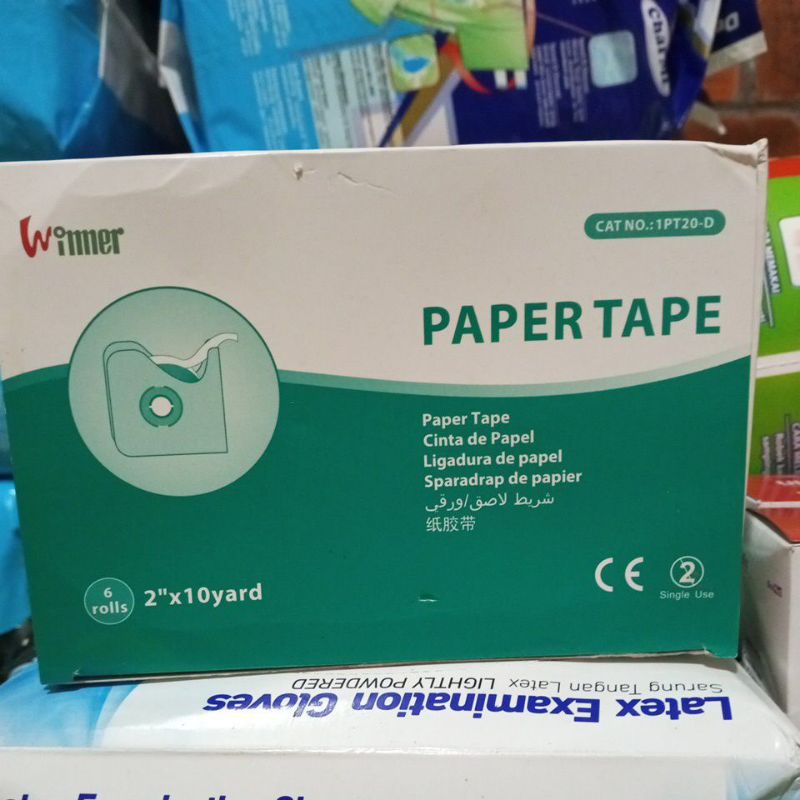 Charm
Winner
CAT NO.:1PT20-D
PAPER TAPE
Paper Tape
Cinta de Papel
Ligadura de papel
Sparadrap de papier
شريط لاصق/ورقي
纸胶带
6
rolls
2"x10yard
CE
2
Single Use
Sarung Tangan Latex LIGHTLY POWDERED
Latex Examination Gloves